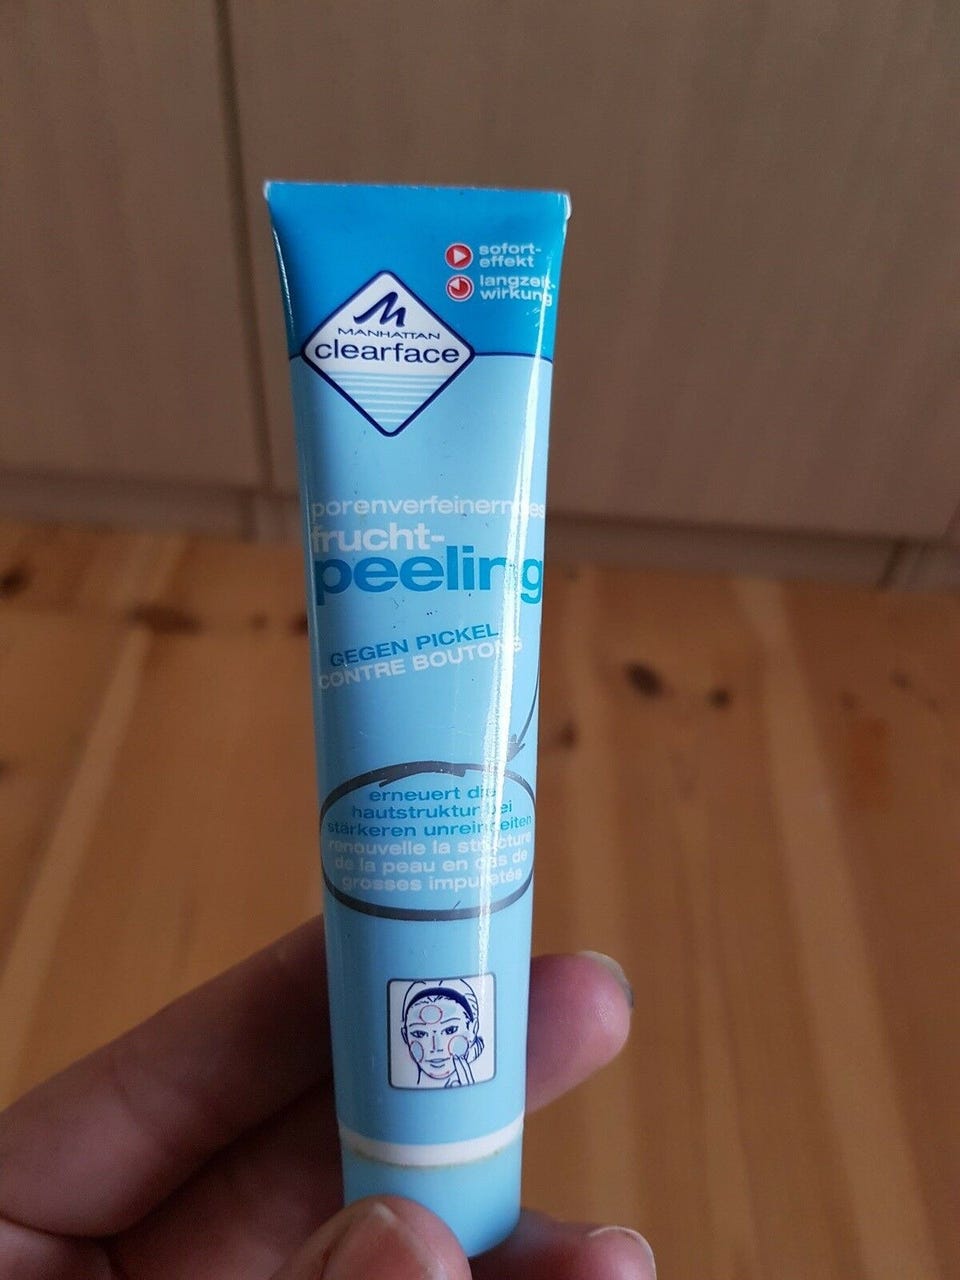 sofort-
effekt
langzeit-
wirkung
M
MANHATTAN
clearface
porenverfeinerndes
frucht-
peeling
GEGEN PICKEL
CONTRE BOUTONS
erneuert die
hautstruktur bei
stärkeren unreinheiten
renouvelle la structure
de la peau en cas de
grosses impuretés